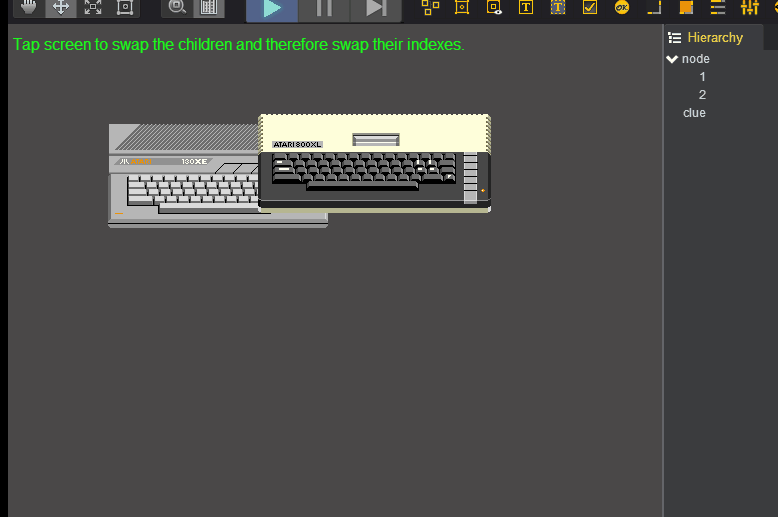 Tap screen to swap the children and therefore swap their indexes.
Hierarchy
node
1
2
clue
ATARI 800XL
130XE
T
T
OK